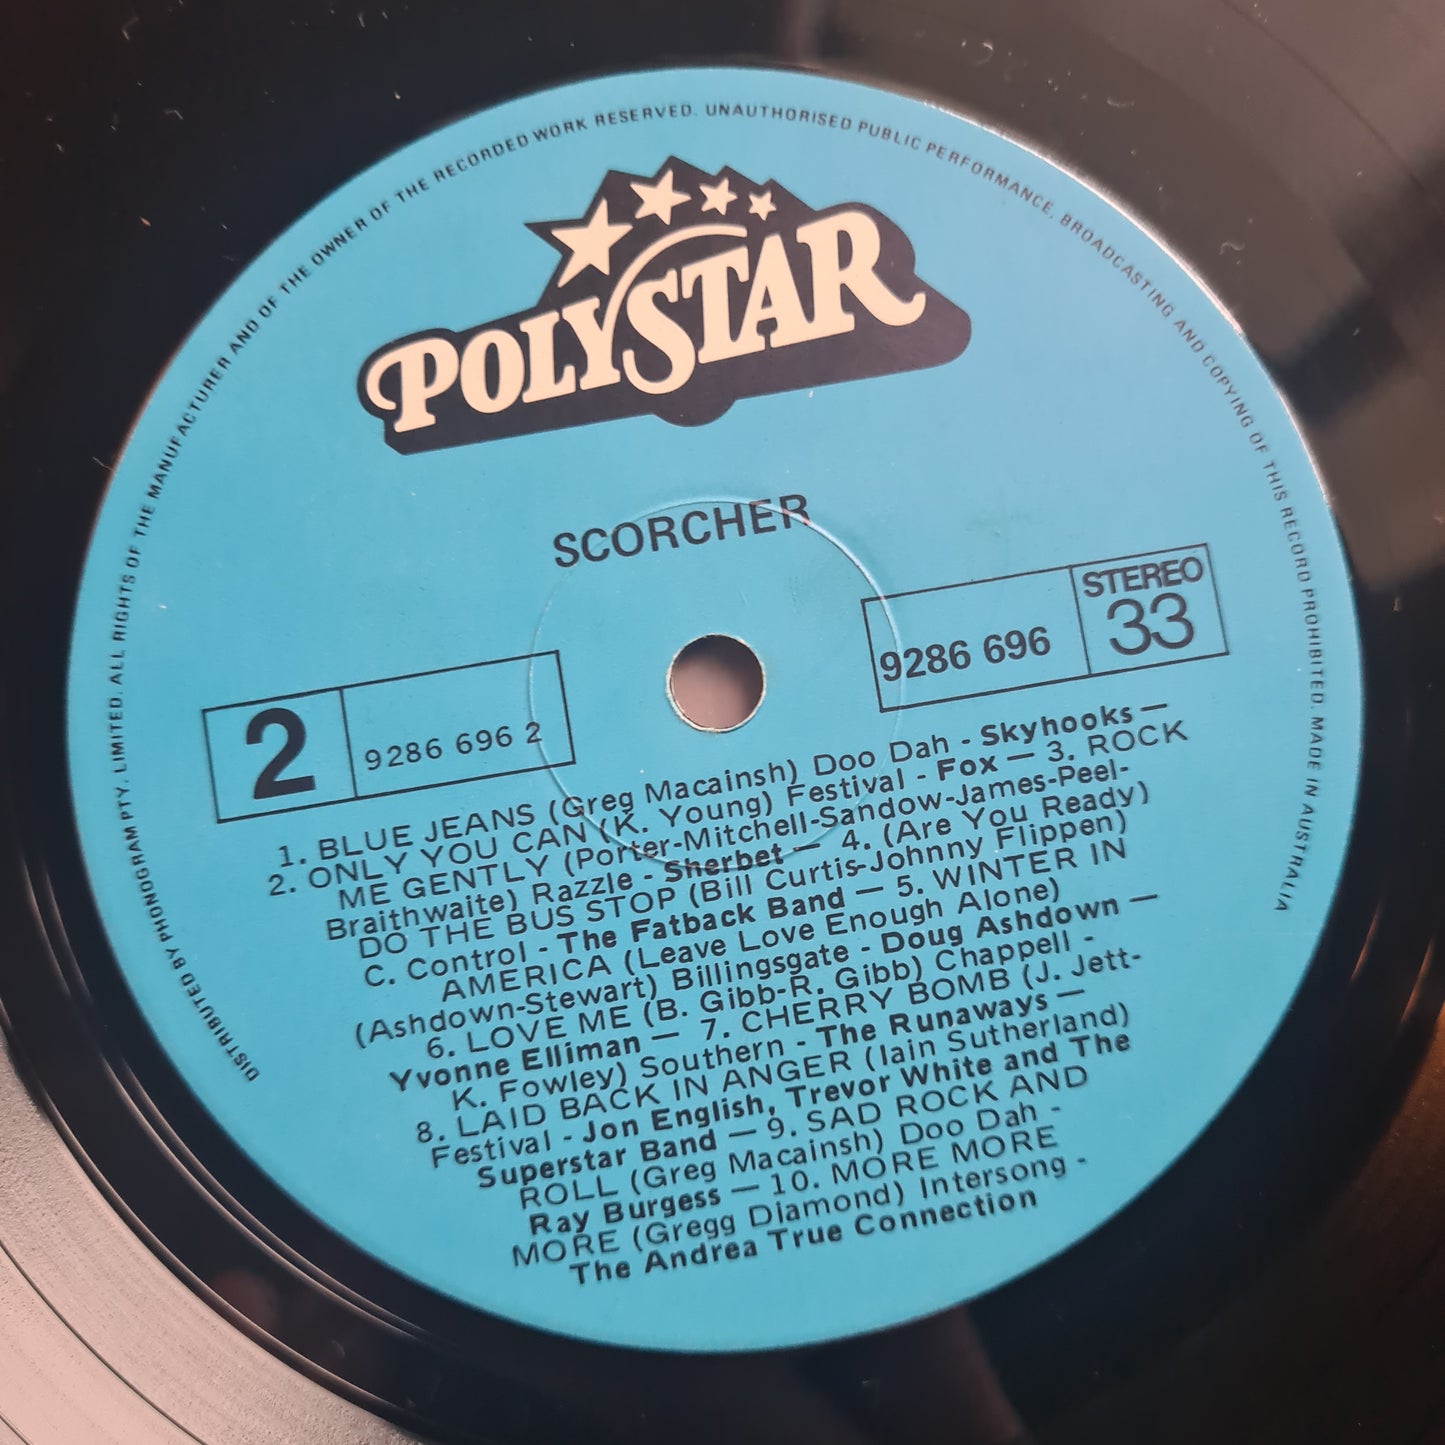 DISTRIBUTED BY PHONOGRAM PTY. LIMITED. ALL RIGHTS OF THE MANUFACTURER AND OF THE OWNER OF THE RECORDED WORK RESERVED. UNAUTHORISED PUBLIC PERFORMANCE, BROADCASTING AND COPYING OF THIS RECORD PROHIBITED. MADE IN AUSTRALIA
POLYSTAR
SCORCHER
STEREO
9286 696 33
2 9286 696 2
1. BLUE JEANS (Greg Macainsh) Doo Dah - Skyhooks —
2. ONLY YOU CAN (K. Young) Festival - Fox — 3. ROCK
ME GENTLY (Porter-Mitchell-Sandow-James-Peel-
Braithwaite) Razzle - Sherbet — 4. (Are You Ready)
DO THE BUS STOP (Bill Curtis-Johnny Flippen)
C. Control - The Fatback Band — 5. WINTER IN
AMERICA (Leave Love Enough Alone)
(Ashdown-Stewart) Billingsgate - Doug Ashdown —
6. LOVE ME (B. Gibb-R. Gibb) Chappell -
Yvonne Elliman — 7. CHERRY BOMB (J. Jett-
K. Fowley) Southern - The Runaways —
8. LAID BACK IN ANGER (Iain Sutherland)
Festival - Jon English, Trevor White and The
Superstar Band — 9. SAD ROCK AND
ROLL (Greg Macainsh) Doo Dah -
Ray Burgess — 10. MORE MORE
MORE (Gregg Diamond) Intersong -
The Andrea True Connection